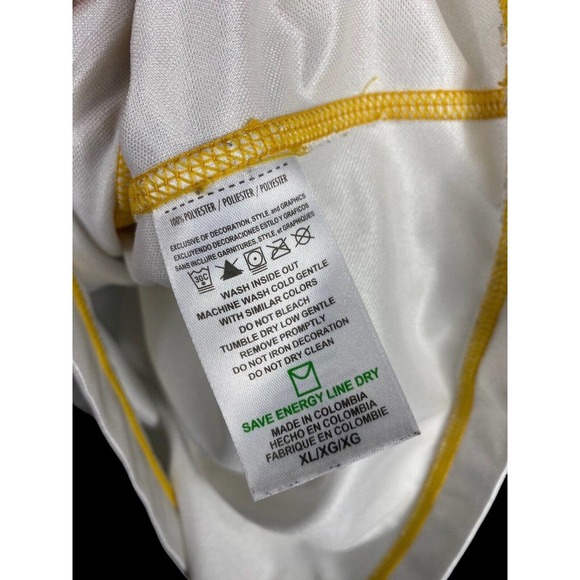 100% POLYESTER / POLIESTER / POLYESTER
EXCLUSIVE OF DECORATION, STYLE and GRAPHICS
EXCLUYENDO DECORACIONES ESTILO Y GRAFICOS
SANS INCLURE GARNITURES, STYLE, et GRAPHIQUES
30C
WASH INSIDE OUT
MACHINE WASH COLD GENTLE
WITH SIMILAR COLORS
DO NOT BLEACH
TUMBLE DRY LOW GENTLE
REMOVE PROMPTLY
DO NOT IRON DECORATION
DO NOT DRY CLEAN
SAVE ENERGY LINE DRY
MADE IN COLOMBIA
HECHO EN COLOMBIA
FABRIQUE EN COLOMBIE
XL/XG/XG